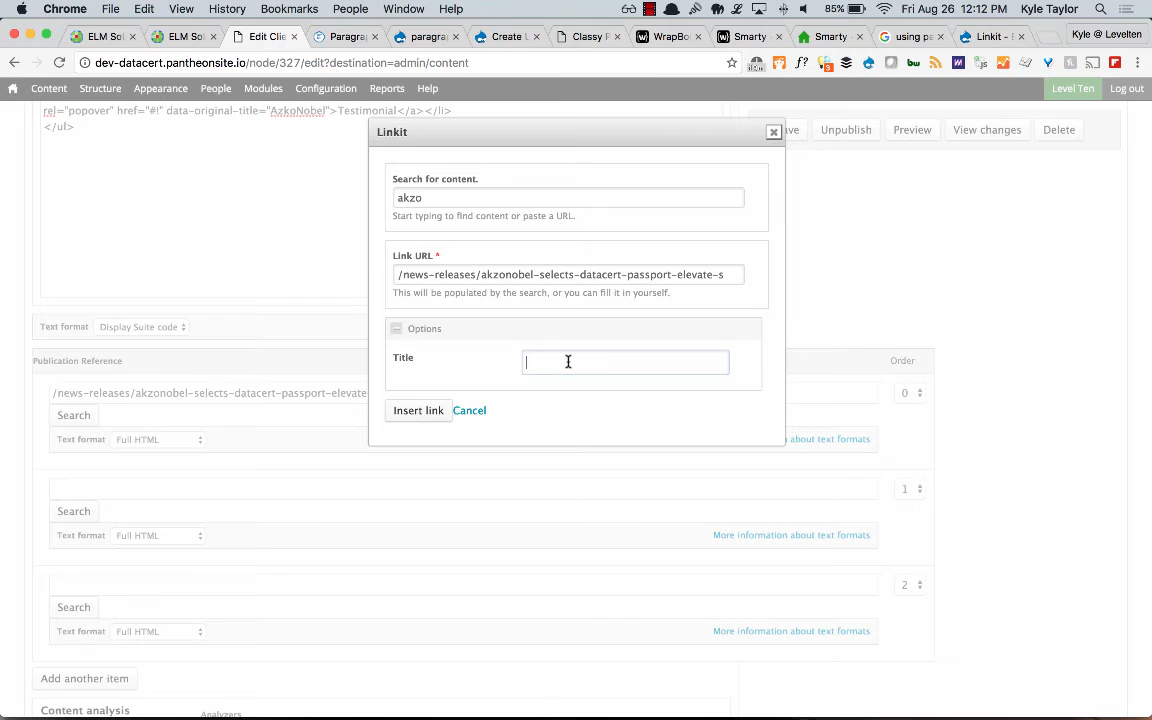 Chrome File Edit View History Bookmarks People Window Help 85% Fri Aug 26 12:12 PM Kyle Taylor
ELM Sol ELM Sol Edit Clie Paragra paragrap Create U Classy P WrapBo Smarty Smarty using pa Linkit - E Kyle @ Levelten
dev-datacert.pantheonsite.io/node/327/edit?destination=admin/content
Content Structure Appearance People Modules Configuration Reports Help Level Ten Log out
rel="popover" href="#!" data-original-title="AzkoNobel">Testimonial</a></li>
</ul>
Linkit
ve Unpublish Preview View changes Delete
Search for content.
akzo
Start typing to find content or paste a URL.
Link URL *
/news-releases/akzonobel-selects-datacert-passport-elevate-s
This will be populated by the search, or you can fill it in yourself.
Text format Display Suite code
Options
Title
Publication Reference Order
/news-releases/akzonobel-selects-datacert-passport-elevate- 0
Search
Insert link Cancel
Text format Full HTML about text formats
1
Search
Text format Full HTML More information about text formats
2
Search
Text format Full HTML More information about text formats
Add another item
Content analysis Analyzers